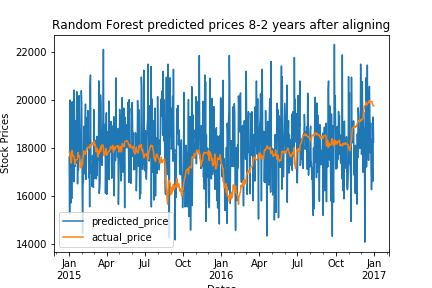 Random Forest predicted prices 8-2 years after aligning
Stock Prices
22000
20000
18000
16000
14000
predicted_price
actual_price
Jan Apr Jul Oct Jan Apr Jul Oct Jan
2015 2016 2017
Dates